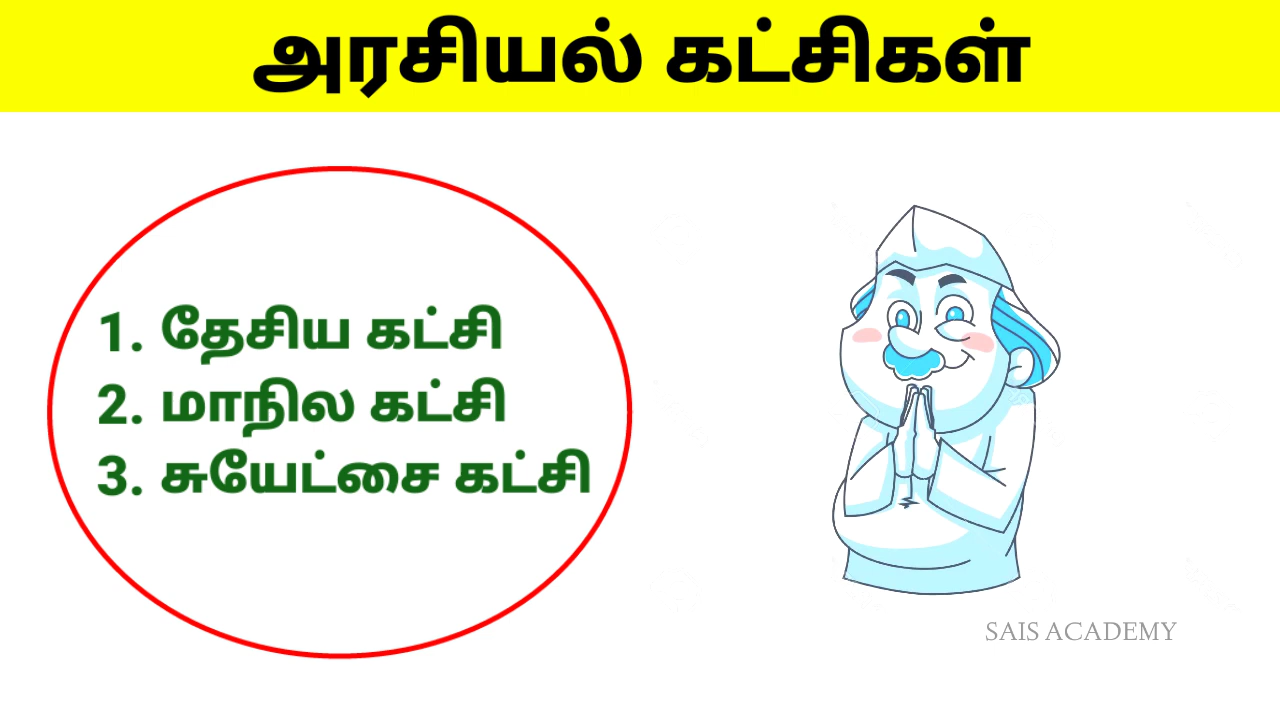 அரசியல் கட்சிகள்
1. தேசிய கட்சி
2. மாநில கட்சி
3. சுயேட்சை கட்சி
SAIS ACADEMY